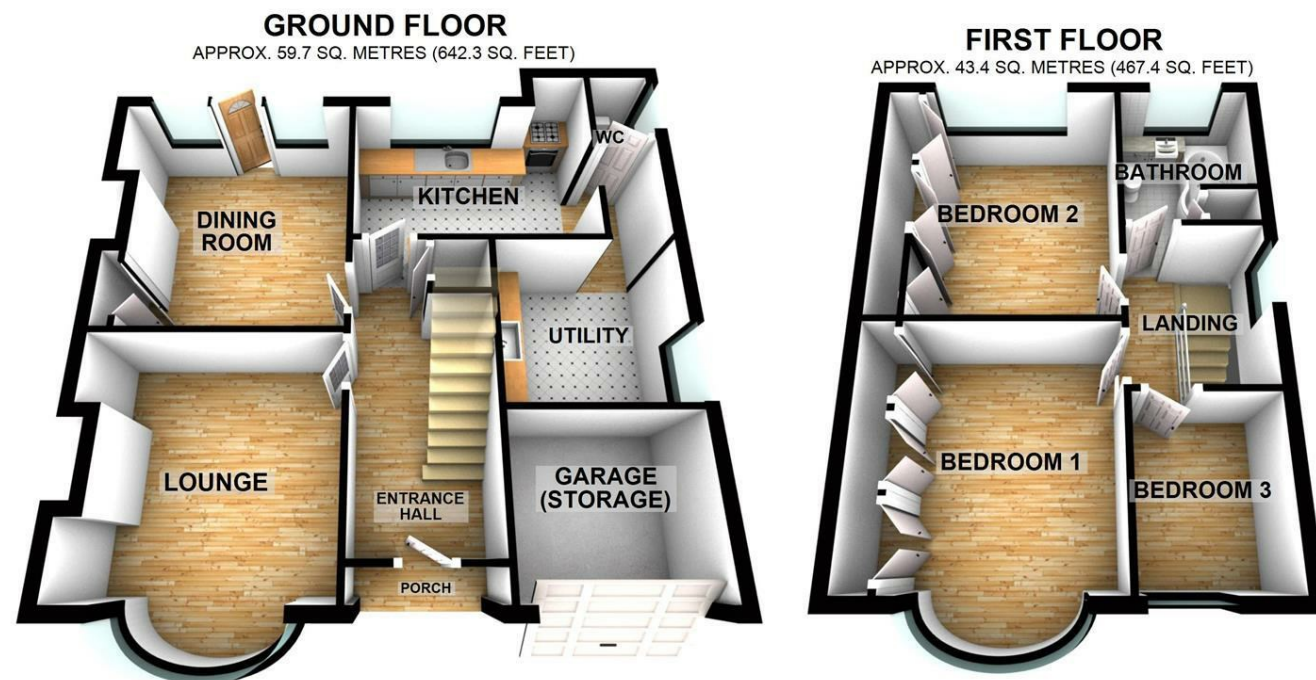 GROUND FLOOR
APPROX. 59.7 SQ. METRES (642.3 SQ. FEET)
WC
KITCHEN
DINING
ROOM
UTILITY
LOUNGE
GARAGE
(STORAGE)
ENTRANCE
HALL
PORCH
FIRST FLOOR
APPROX. 43.4 SQ. METRES (467.4 SQ. FEET)
BATHROOM
BEDROOM 2
LANDING
BEDROOM 1
BEDROOM 3